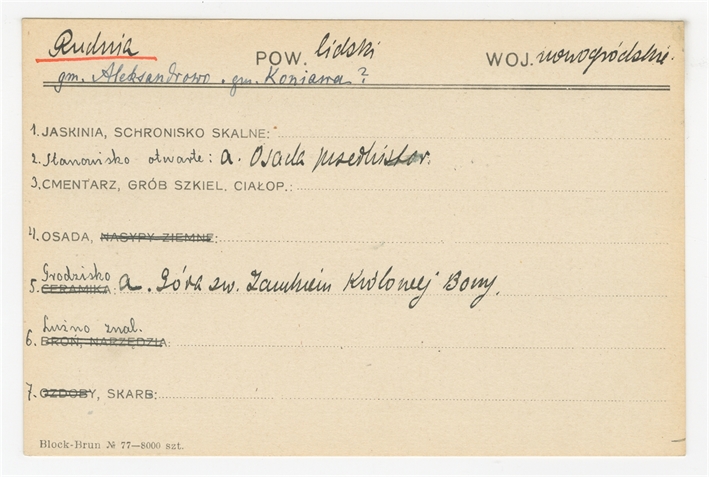 Rudnia POW. lidski WOJ. nowogródzkie.
gm. Aleksandrowo, gm. Koniawa?
1. JASKINIA, SCHRONISKO SKALNE:
2. Stanowisko otwarte: a. Osada przedhistor.
3. CMENTARZ, GRÓB SZKIEL, CIAŁOP.:
4. OSADA, NASYPY ZIEMNE:
Grodzisko
5. CERAMIKA: a. Góra zw. Zamkiem Królowej Bony.
Luźno znal.
6. BROŃ, NARZĘDZIA:
7. OZDOBY, SKARB:
Block-Brun № 77—8000 szt.